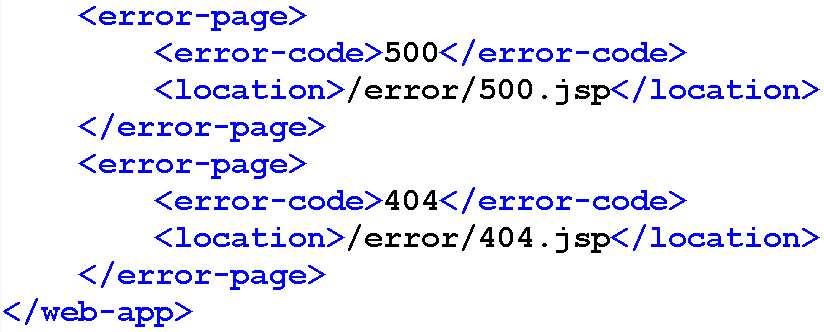 <error-page>
<error-code>500</error-code>
<location>/error/500.jsp</location>
</error-page>
<error-page>
<error-code>404</error-code>
<location>/error/404.jsp</location>
</error-page>
</web-app>